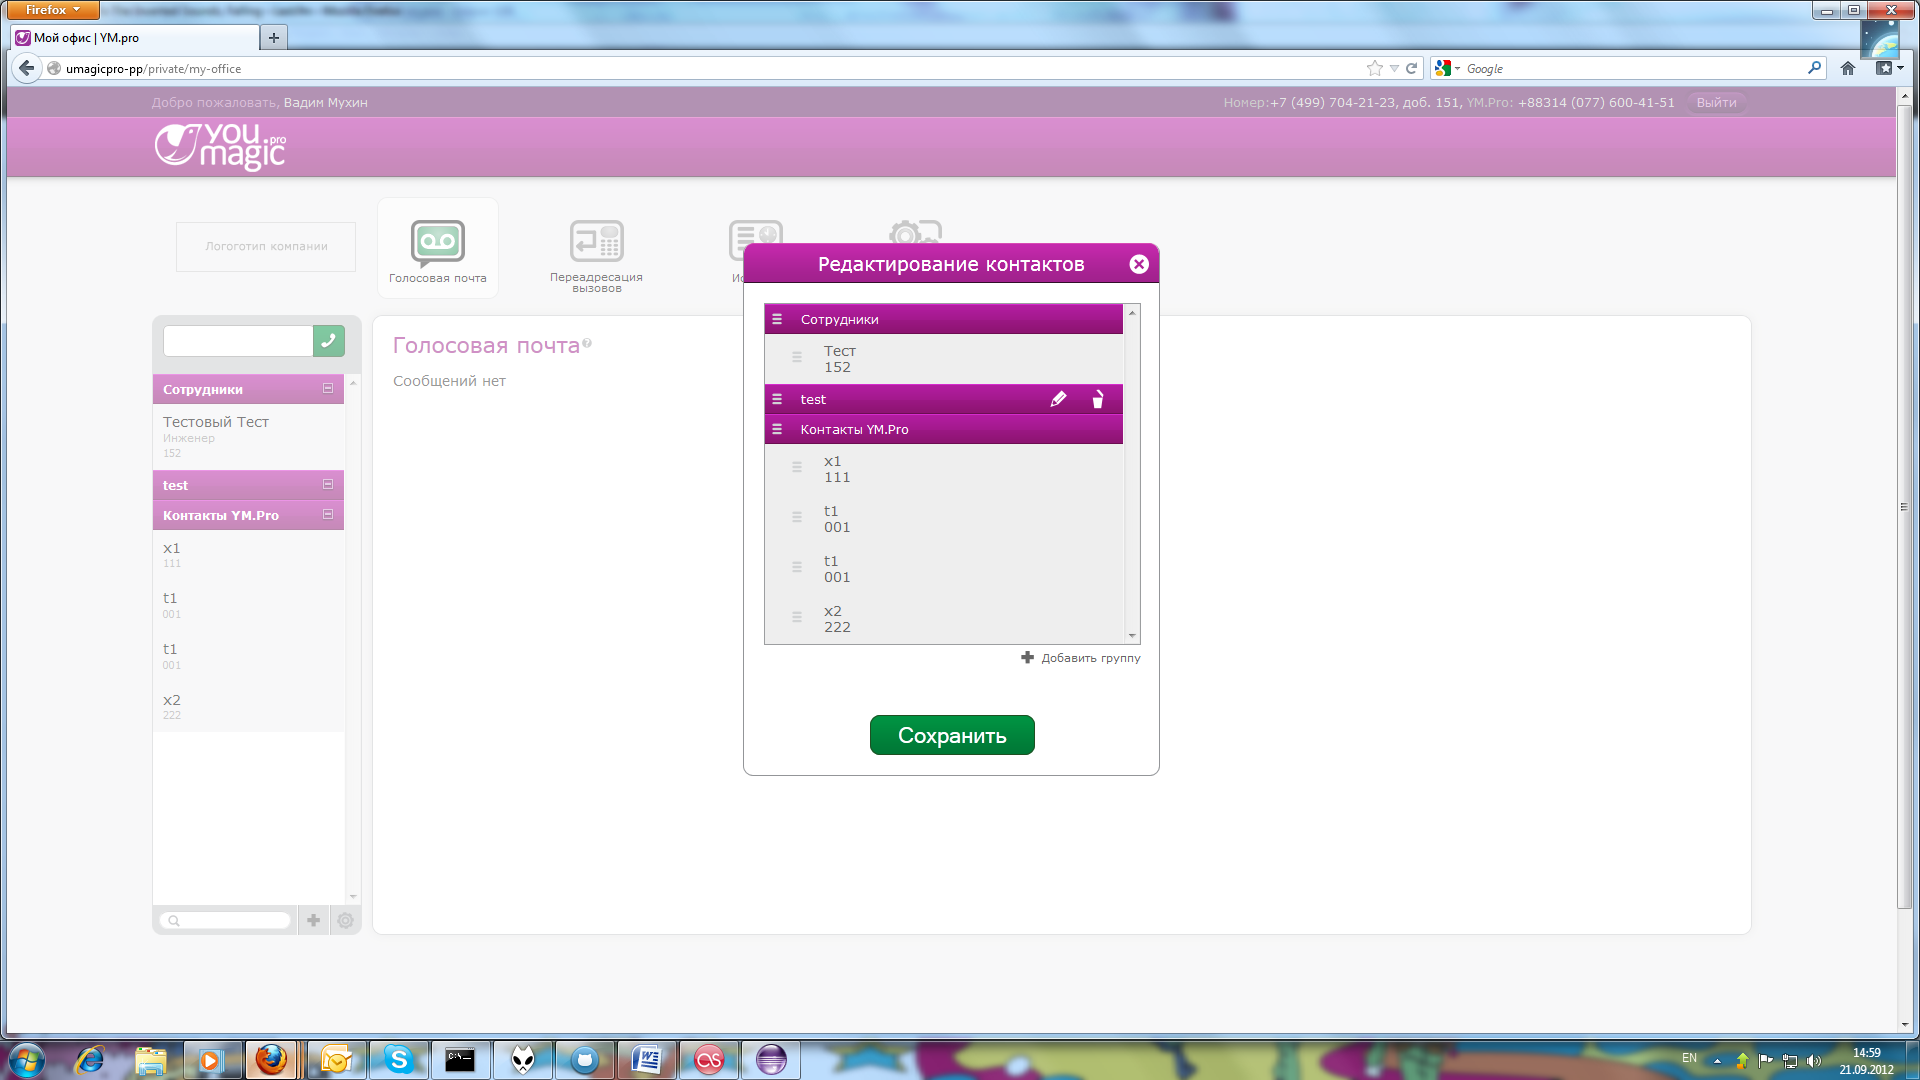 Firefox
Мой офис | YM.pro
umagicpro-pp/private/my-office
Google
Добро пожаловать, Вадим Мухин
Номер:+7 (499) 704-21-23, доб. 151, YM.Pro: +88314 (077) 600-41-51
Выйти
you
magic
pro
Логоготип компании
Голосовая почта
Переадресация
вызовов
Ис
Редактирование контактов
Сотрудники
Тест
152
test
Контакты YM.Pro
x1
111
t1
001
t1
001
x2
222
Добавить группу
Сохранить
Сотрудники
Тестовый Тест
Инженер
152
test
Контакты YM.Pro
x1
111
t1
001
t1
001
x2
222
Голосовая почта
Сообщений нет
EN
14:59
21.09.2012